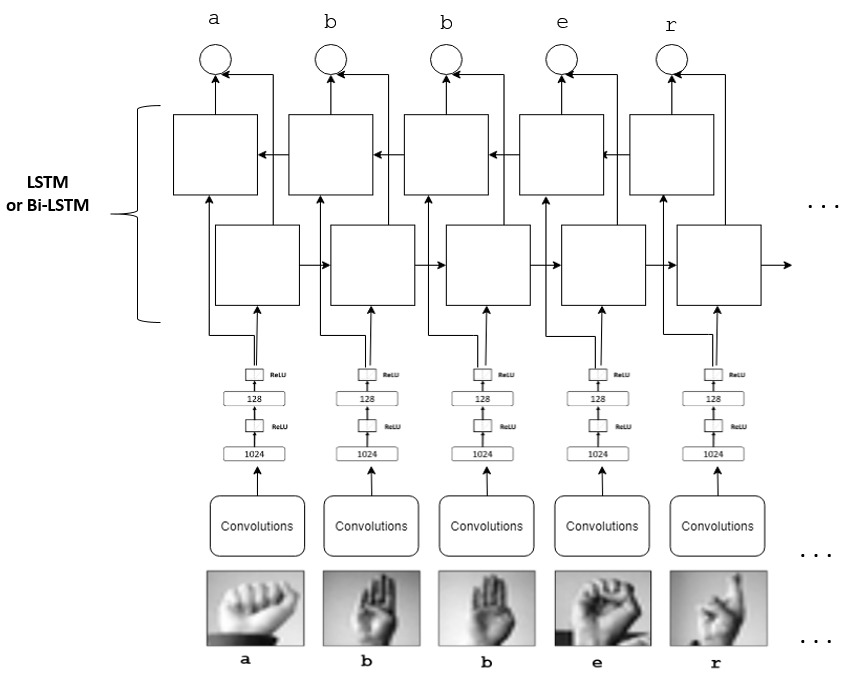 a b b e r
LSTM
or Bi-LSTM
. . .
ReLU ReLU ReLU ReLU ReLU
128 128 128 128 128
ReLU ReLU ReLU ReLU ReLU
1024 1024 1024 1024 1024
Convolutions Convolutions Convolutions Convolutions Convolutions
. . .
. . .
a b b e r